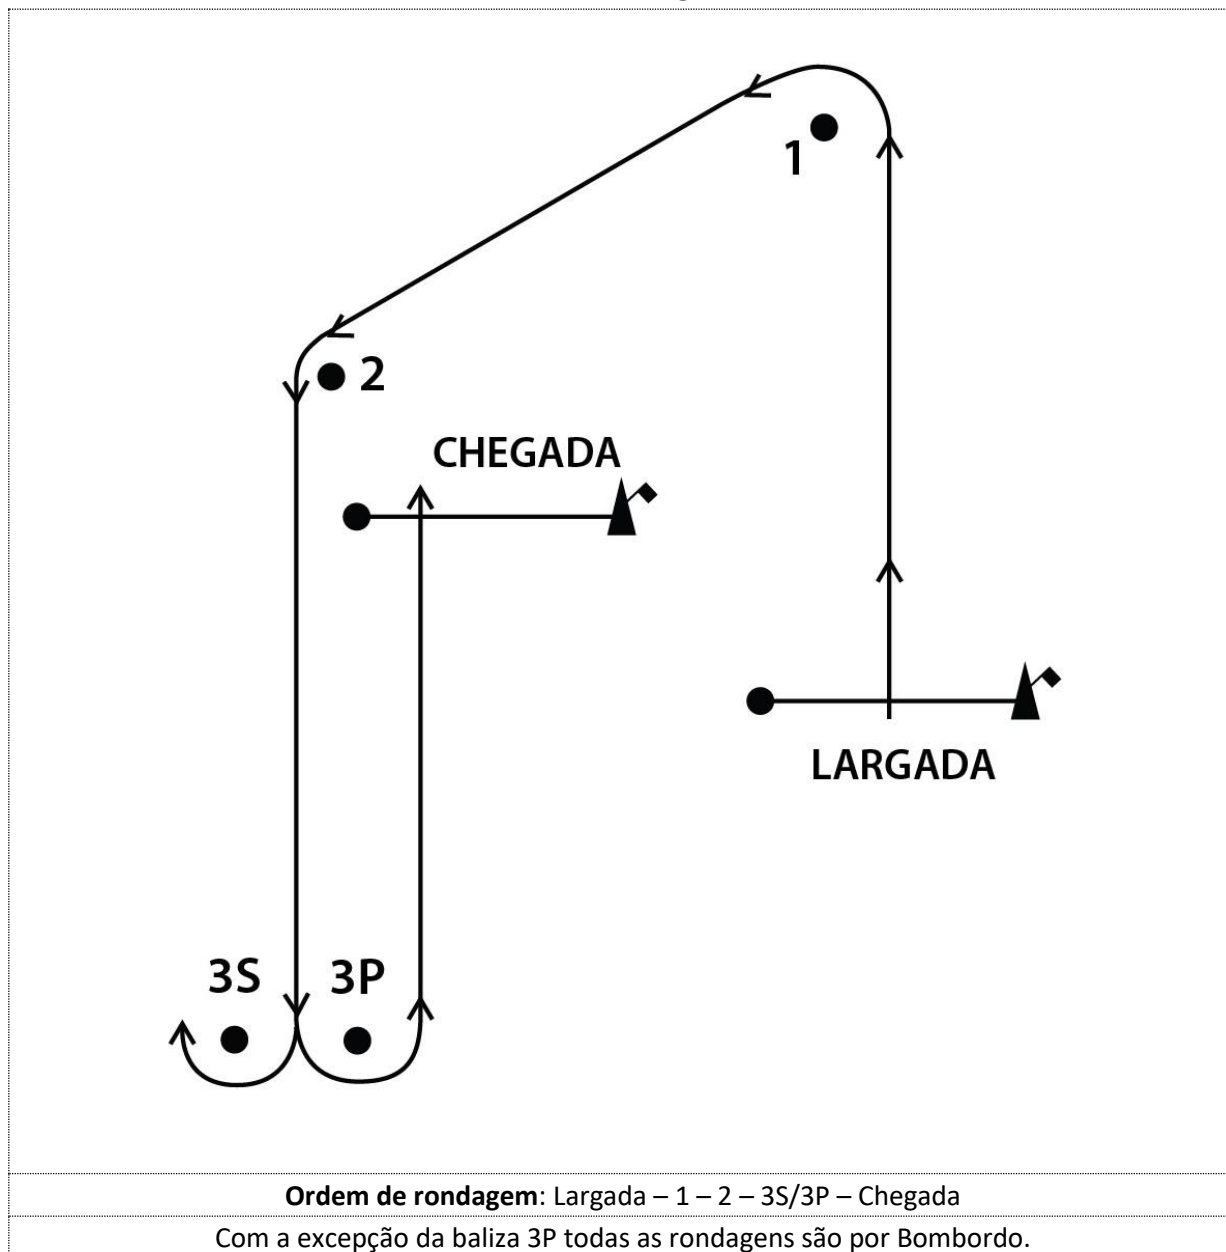 1
2
CHEGADA
LARGADA
3S 3P
Ordem de rondagem: Largada – 1 – 2 – 3S/3P – Chegada
Com a excepção da baliza 3P todas as rondagens são por Bombordo.